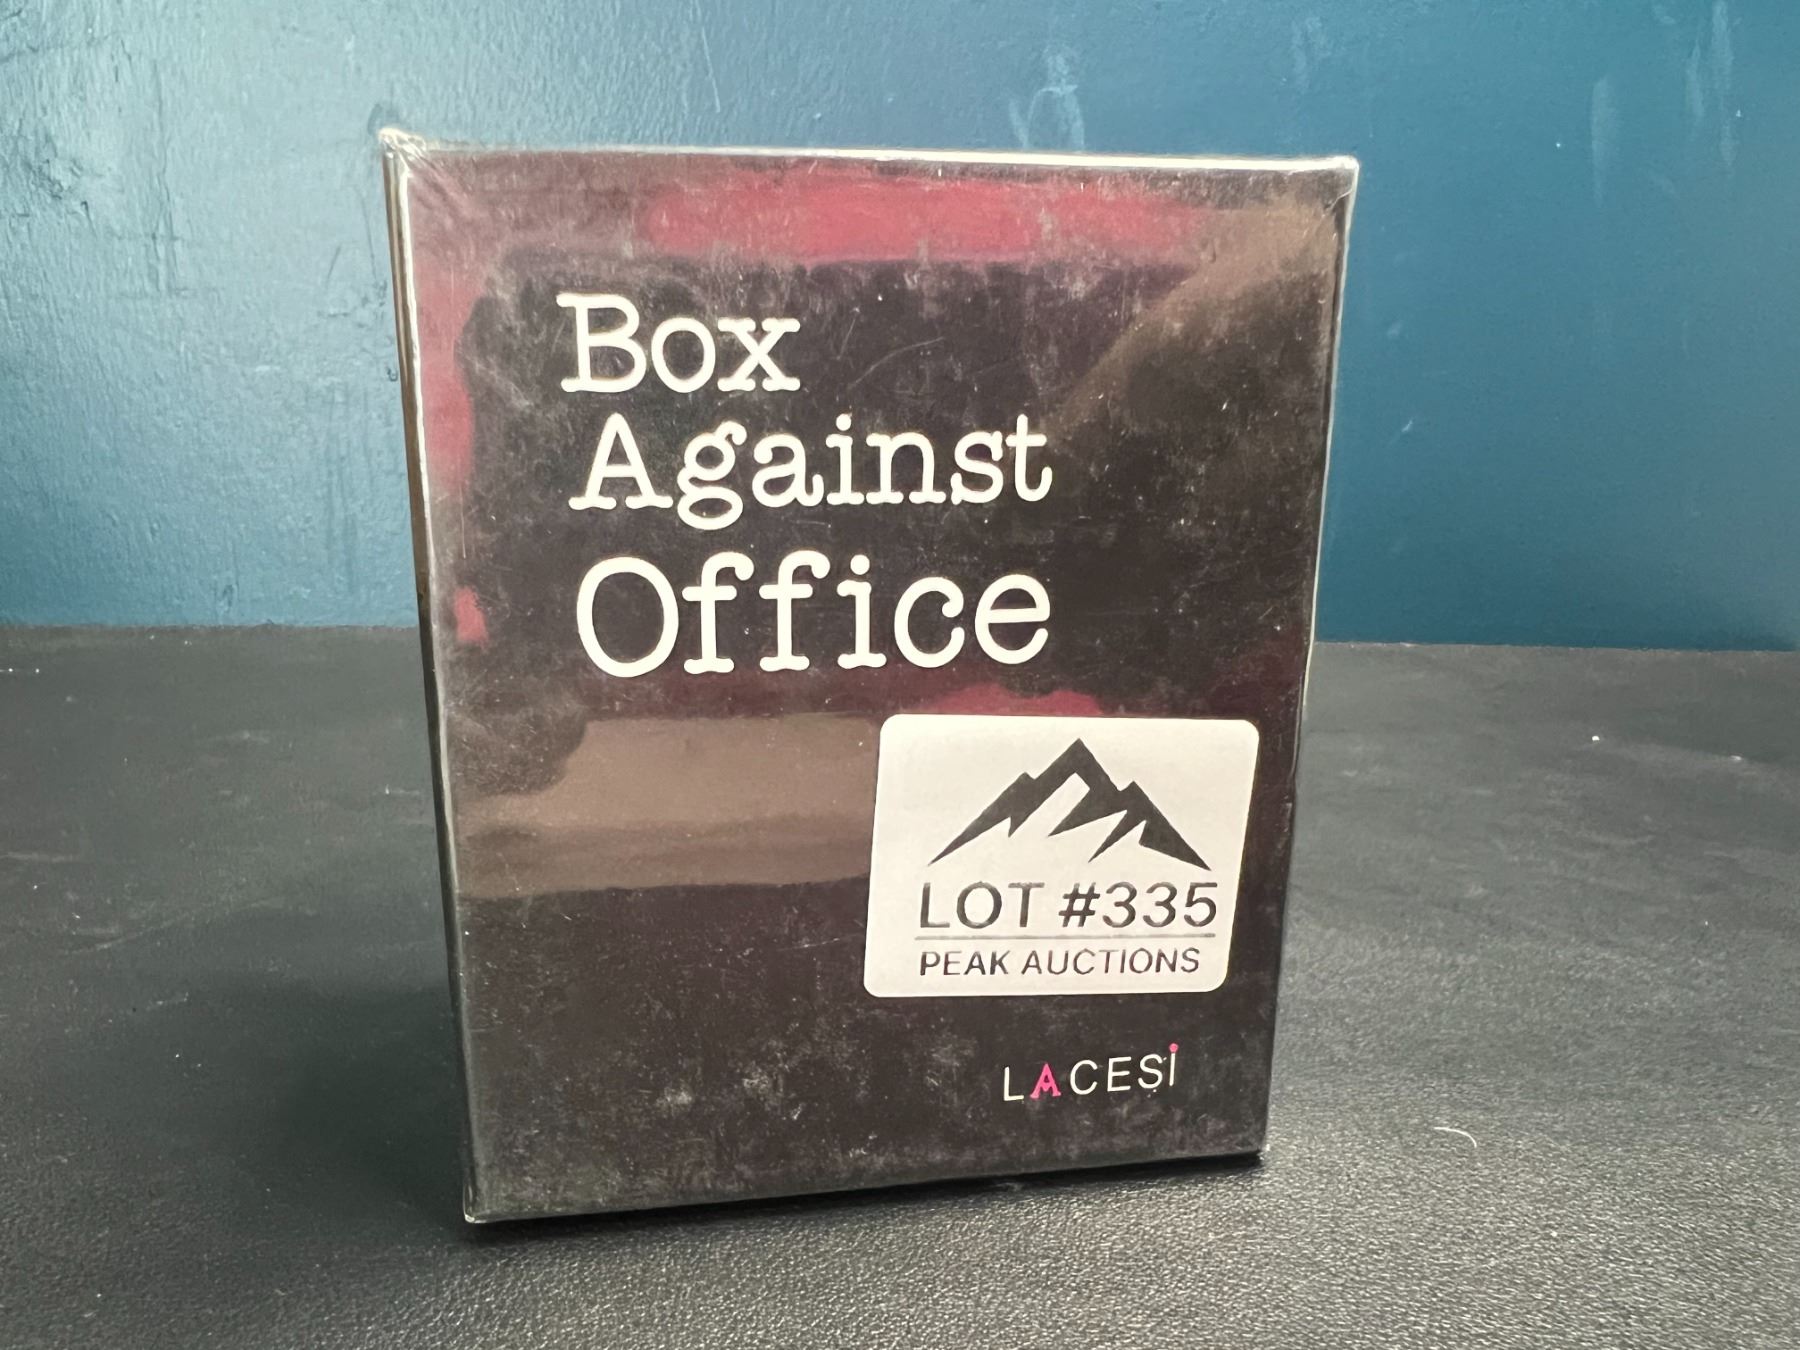 Box
Against
Office
LOT #335
PEAK AUCTIONS
LACESİ